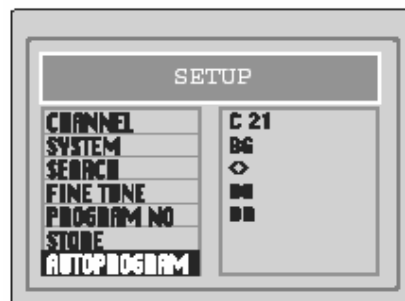 SETUP
CHANNEL C 21
SYSTEM BG
SEARCH <>
FINE TUNE
PROGRAM NO
STORE
AUTOPROGRAM